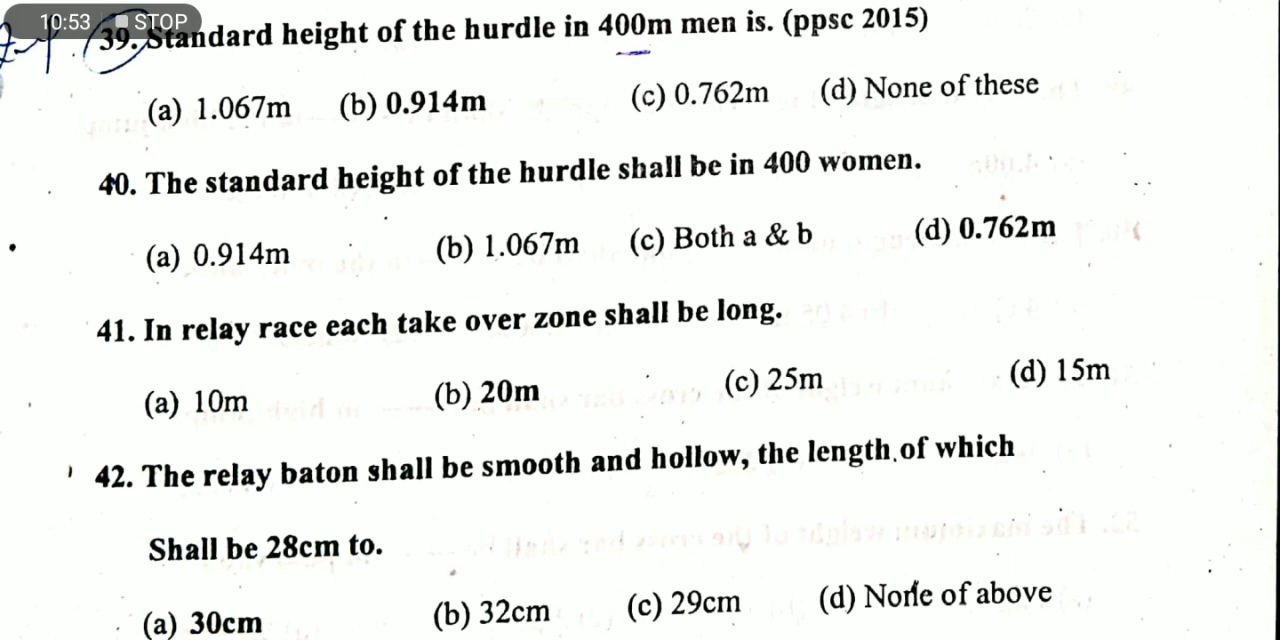 10:53 STOP
39. Standard height of the hurdle in 400m men is. (ppsc 2015)
(a) 1.067m (b) 0.914m (c) 0.762m (d) None of these
40. The standard height of the hurdle shall be in 400 women.
(a) 0.914m (b) 1.067m (c) Both a & b (d) 0.762m
41. In relay race each take over zone shall be long.
(a) 10m (b) 20m (c) 25m (d) 15m
42. The relay baton shall be smooth and hollow, the length of which
Shall be 28cm to.
(a) 30cm (b) 32cm (c) 29cm (d) None of above